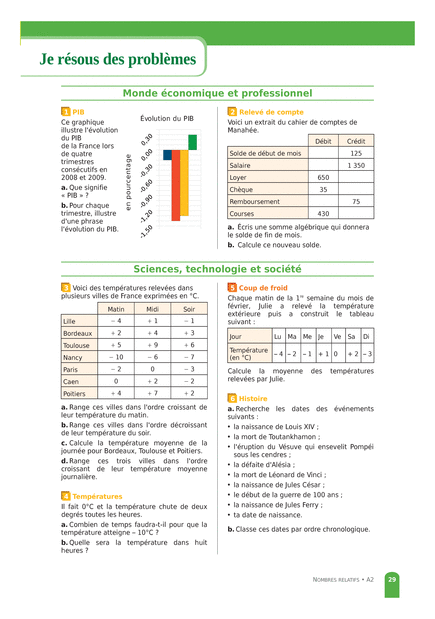 Je résous des problèmes
Monde économique et professionnel
1 PIB
Ce graphique
illustre l'évolution
du PIB
de la France lors
de quatre
trimestres
consécutifs en
2008 et 2009.
a. Que signifie
« PIB » ?
b. Pour chaque
trimestre, illustre
d'une phrase
l'évolution du PIB.
Évolution du PIB
en pourcentage
0,30
0,00
-0,30
-0,60
-0,90
-1,20
-1,50
2 Relevé de compte
Voici un extrait du cahier de comptes de
Manahée.
Débit Crédit
Solde de début de mois 125
Salaire 1 350
Loyer 650
Chèque 35
Remboursement 75
Courses 430
a. Écris une somme algébrique qui donnera
le solde de fin de mois.
b. Calcule ce nouveau solde.
Sciences, technologie et société
3 Voici des températures relevées dans
plusieurs villes de France exprimées en °C.
Matin Midi Soir
Lille − 4 + 1 − 1
Bordeaux + 2 + 4 + 3
Toulouse + 5 + 9 + 6
Nancy − 10 − 6 − 7
Paris − 2 0 − 3
Caen 0 + 2 − 2
Poitiers + 4 + 7 + 2
a. Range ces villes dans l'ordre croissant de
leur température du matin.
b. Range ces villes dans l'ordre décroissant
de leur température du soir.
c. Calcule la température moyenne de la
journée pour Bordeaux, Toulouse et Poitiers.
d. Range ces trois villes dans l'ordre
croissant de leur température moyenne
journalière.
4 Températures
Il fait 0°C et la température chute de deux
degrés toutes les heures.
a. Combien de temps faudra-t-il pour que la
température atteigne – 10°C ?
b. Quelle sera la température dans huit
heures ?
5 Coup de froid
Chaque matin de la 1re semaine du mois de
février, Julie a relevé la température
extérieure puis a construit le tableau
suivant :
Jour Lu Ma Me Je Ve Sa Di
Température
(en °C) – 4 – 2 – 1 + 1 0 + 2 – 3
Calcule la moyenne des températures
relevées par Julie.
6 Histoire
a. Recherche les dates des événements
suivants :
• la naissance de Louis XIV ;
• la mort de Toutankhamon ;
• l'éruption du Vésuve qui ensevelit Pompéi
sous les cendres ;
• la défaite d'Alésia ;
• la mort de Léonard de Vinci ;
• la naissance de Jules César ;
• le début de la guerre de 100 ans ;
• la naissance de Jules Ferry ;
• ta date de naissance.
b. Classe ces dates par ordre chronologique.
NOMBRES RELATIFS • A2 29